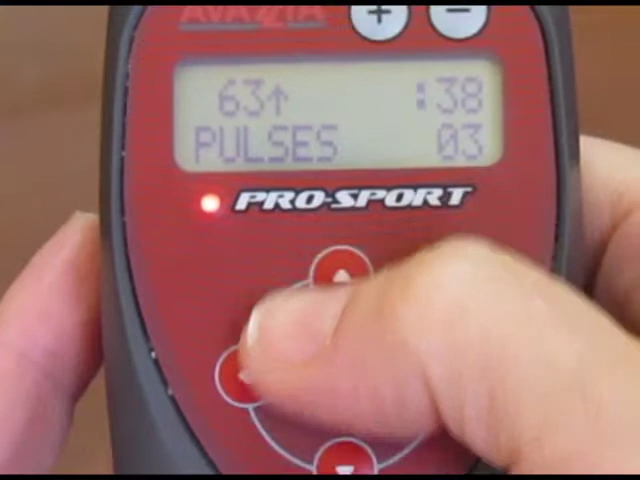 AVAZZIA
+ −
63↑ :38
PULSES 03
PRO-SPORT